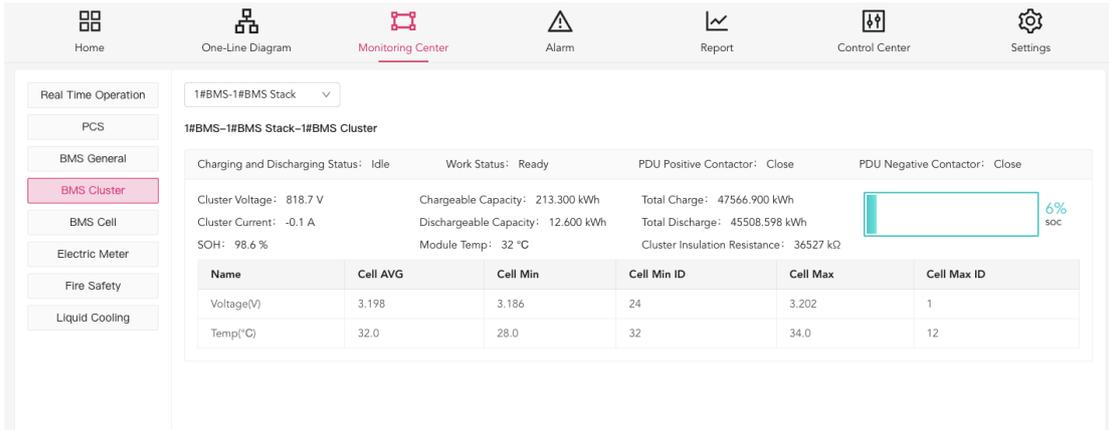 Home One-Line Diagram Monitoring Center Alarm Report Control Center Settings
Real Time Operation
PCS
BMS General
BMS Cluster
BMS Cell
Electric Meter
Fire Safety
Liquid Cooling
1#BMS-1#BMS Stack
1#BMS–1#BMS Stack–1#BMS Cluster
Charging and Discharging Status: Idle Work Status: Ready PDU Positive Contactor: Close PDU Negative Contactor: Close
Cluster Voltage: 818.7 V Chargeable Capacity: 213.300 kWh Total Charge: 47566.900 kWh
Cluster Current: -0.1 A Dischargeable Capacity: 12.600 kWh Total Discharge: 45508.598 kWh
SOH: 98.6 % Module Temp: 32 °C Cluster Insulation Resistance: 36527 kΩ
6%
SOC
Name Cell AVG Cell Min Cell Min ID Cell Max Cell Max ID
Voltage(V) 3.198 3.186 24 3.202 1
Temp(°C) 32.0 28.0 32 34.0 12